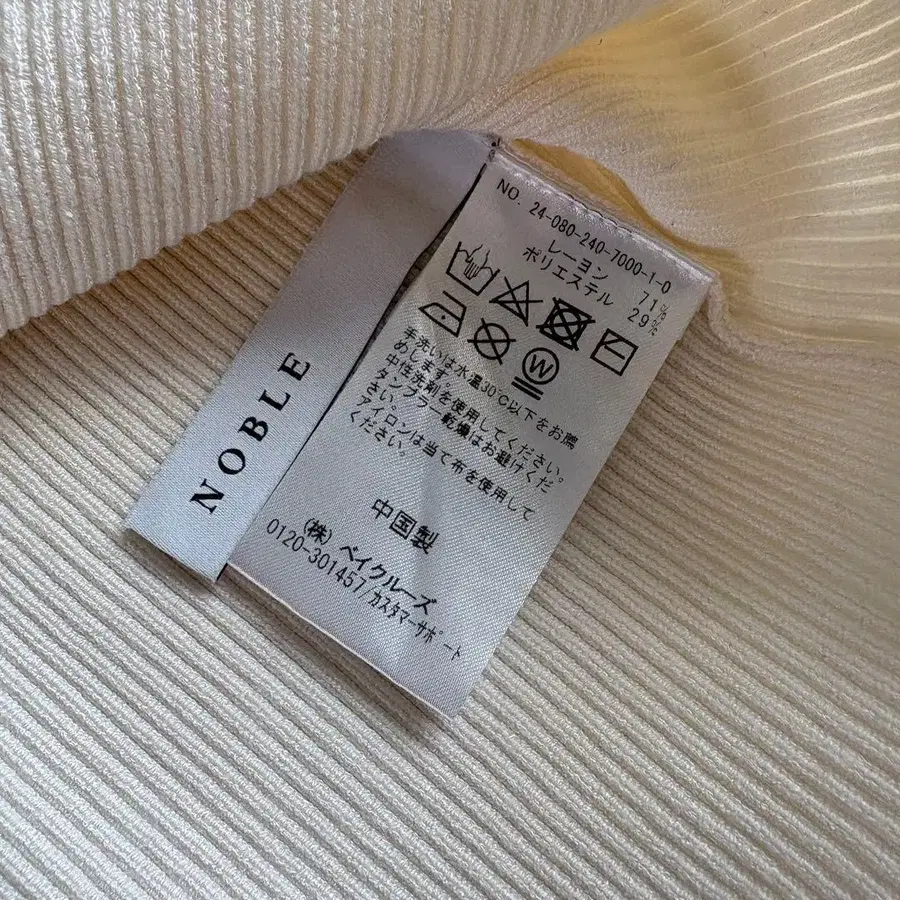 NOBLE
NO. 24-080-240-7000-1-0
レーヨン 71%
ポリエステル 29%
W
手洗いは水温30℃以下をお薦
めします。
中性洗剤を使用してください。
タンブラー乾燥はお避けくだ
さい。
アイロンは当て布を使用して
ください。
中国製
(株) ベイクルーズ
0120-301457/カスタマーサポート